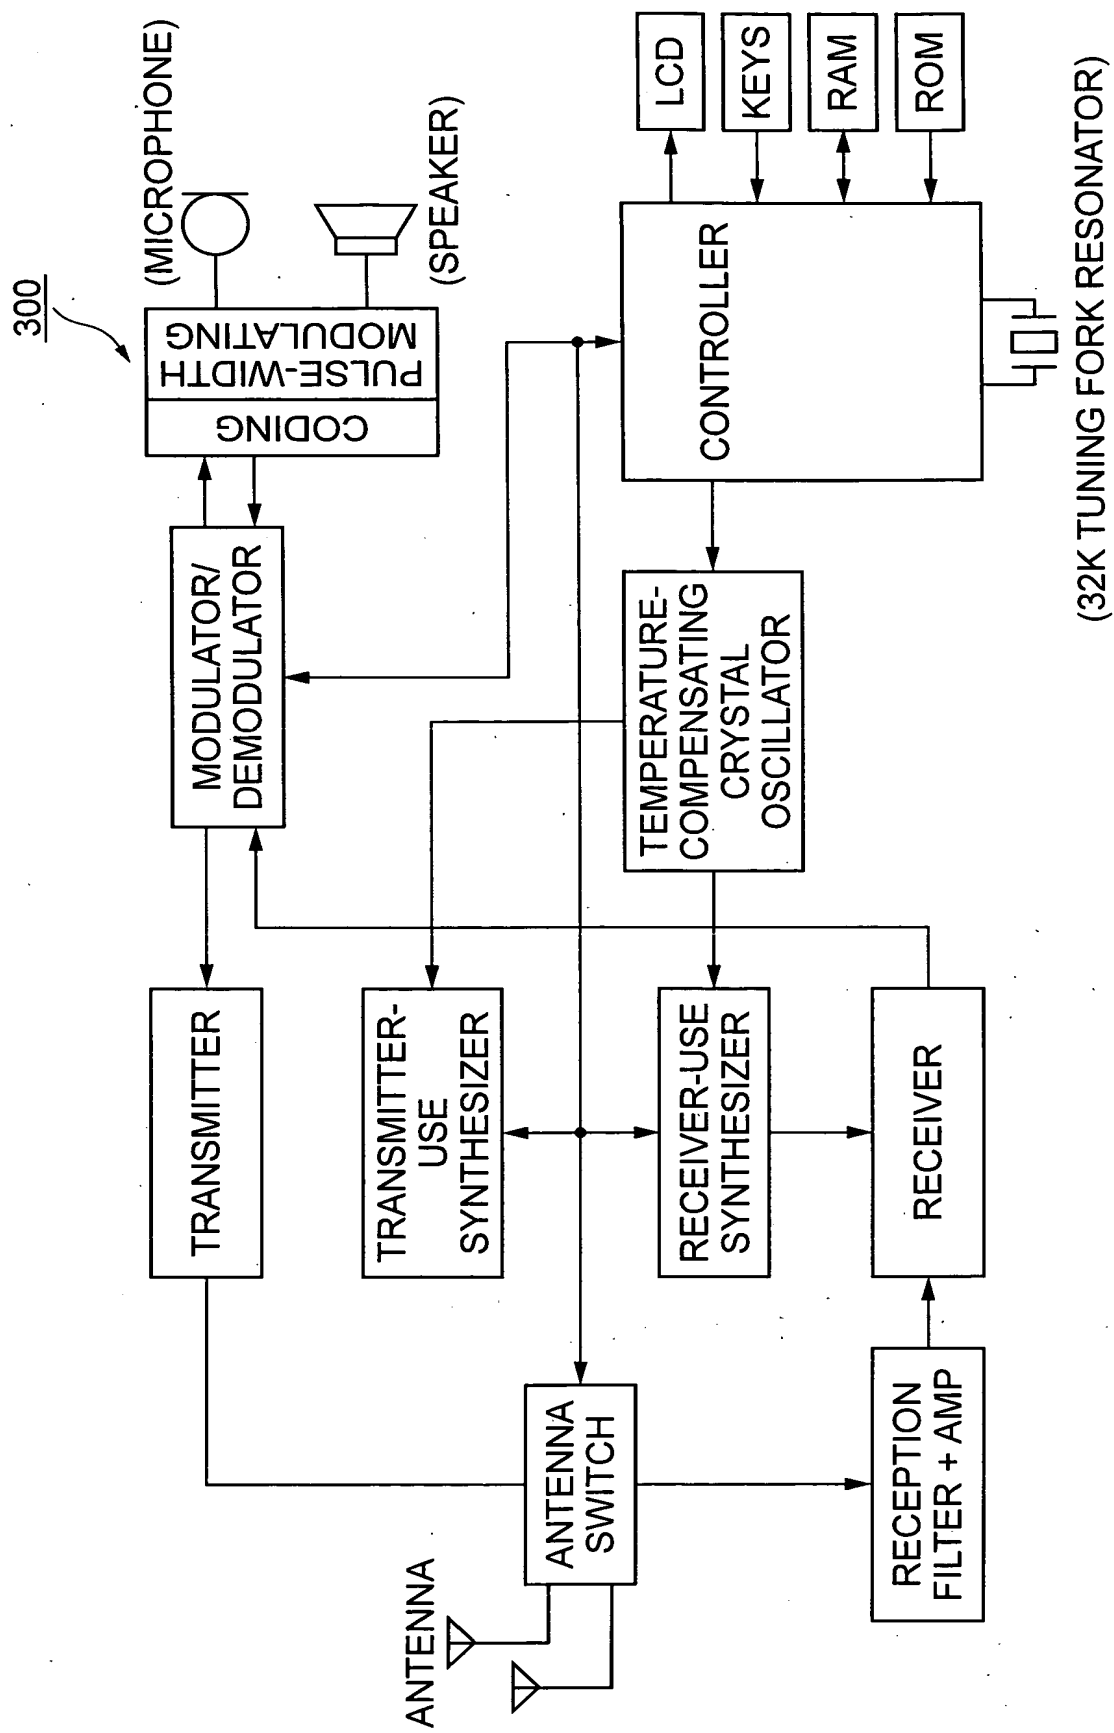 300
(MICROPHONE)
(SPEAKER)
PULSE-WIDTH
MODULATING
CODING
MODULATOR/
DEMODULATOR
TRANSMITTER
TRANSMITTER-
USE
SYNTHESIZER
RECEIVER-USE
SYNTHESIZER
RECEIVER
RECEPTION
FILTER + AMP
ANTENNA
SWITCH
ANTENNA
TEMPERATURE-
COMPENSATING
CRYSTAL
OSCILLATOR
CONTROLLER
LCD
KEYS
RAM
ROM
(32K TUNING FORK RESONATOR)